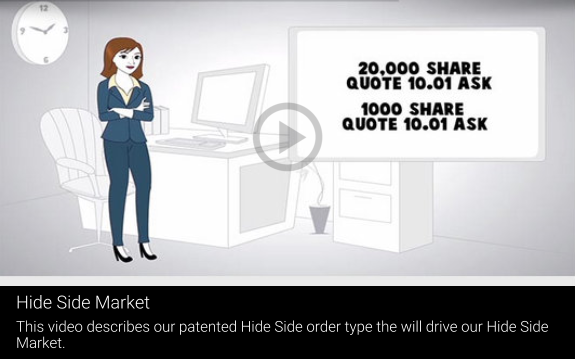 12
3
6
9
20,000 SHARE
QUOTE 10.01 ASK
1000 SHARE
QUOTE 10.01 ASK
Hide Side Market
This video describes our patented Hide Side order type the will drive our Hide Side
Market.